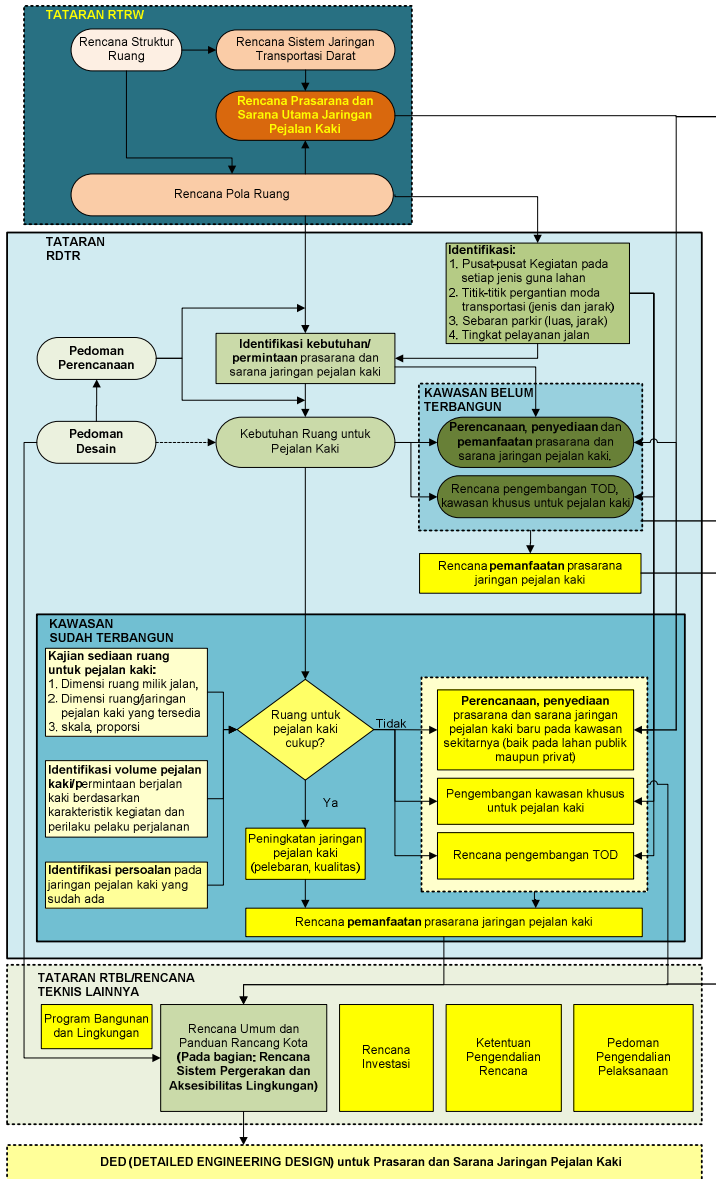 TATARAN RTRW
Rencana Struktur
Ruang
Rencana Sistem Jaringan
Transportasi Darat
Rencana Prasarana dan
Sarana Utama Jaringan
Pejalan Kaki
Rencana Pola Ruang
TATARAN
RDTR
Identifikasi:
1. Pusat-pusat Kegiatan pada
setiap jenis guna lahan
2. Titik-titik pergantian moda
transportasi (jenis dan jarak)
3. Sebaran parkir (luas, jarak)
4. Tingkat pelayanan jalan
Pedoman
Perencanaan
Identifikasi kebutuhan/
permintaan prasarana dan
sarana jaringan pejalan kaki
Pedoman
Desain
Kebutuhan Ruang untuk
Pejalan Kaki
KAWASAN BELUM
TERBANGUN
Perencanaan, penyediaan dan
pemanfaatan prasarana dan
sarana jaringan pejalan kaki.
Rencana pengembangan TOD,
kawasan khusus untuk pejalan kaki
Rencana pemanfaatan prasarana
jaringan pejalan kaki
KAWASAN
SUDAH TERBANGUN
Kajian sediaan ruang
untuk pejalan kaki:
1. Dimensi ruang milik jalan,
2. Dimensi ruang/jaringan
pejalan kaki yang tersedia
3. skala, proporsi
Identifikasi volume pejalan
kaki/permintaan berjalan
kaki berdasarkan
karakteristik kegiatan dan
perilaku pelaku perjalanan
Identifikasi persoalan pada
jaringan pejalan kaki yang
sudah ada
Ruang untuk
pejalan kaki
cukup?
Tidak
Ya
Perencanaan, penyediaan
prasarana dan sarana jaringan
pejalan kaki baru pada kawasan
sekitarnya (baik pada lahan publik
maupun privat)
Pengembangan kawasan khusus
untuk pejalan kaki
Rencana pengembangan TOD
Peningkatan jaringan
pejalan kaki
(pelebaran, kualitas)
Rencana pemanfaatan prasarana jaringan pejalan kaki
TATARAN RTBL/RENCANA
TEKNIS LAINNYA
Program Bangunan
dan Lingkungan
Rencana Umum dan
Panduan Rancang Kota
(Pada bagian: Rencana
Sistem Pergerakan dan
Aksesibilitas Lingkungan)
Rencana
Investasi
Ketentuan
Pengendalian
Rencana
Pedoman
Pengendalian
Pelaksanaan
DED (DETAILED ENGINEERING DESIGN) untuk Prasaran dan Sarana Jaringan Pejalan Kaki